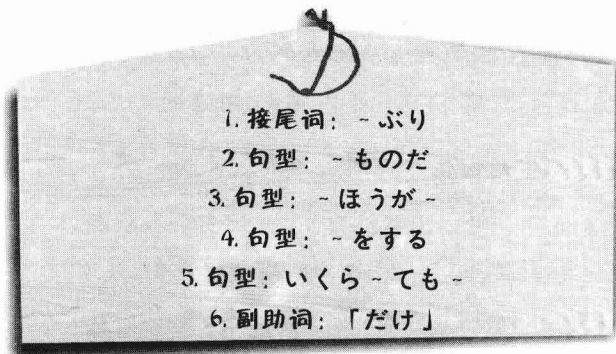 1. 接尾词: ~ぶり
2. 句型: ~ものだ
3. 句型: ~ほうが~
4. 句型: ~をする
5. 句型: いくら~ても~
6. 副助词: 「だけ」